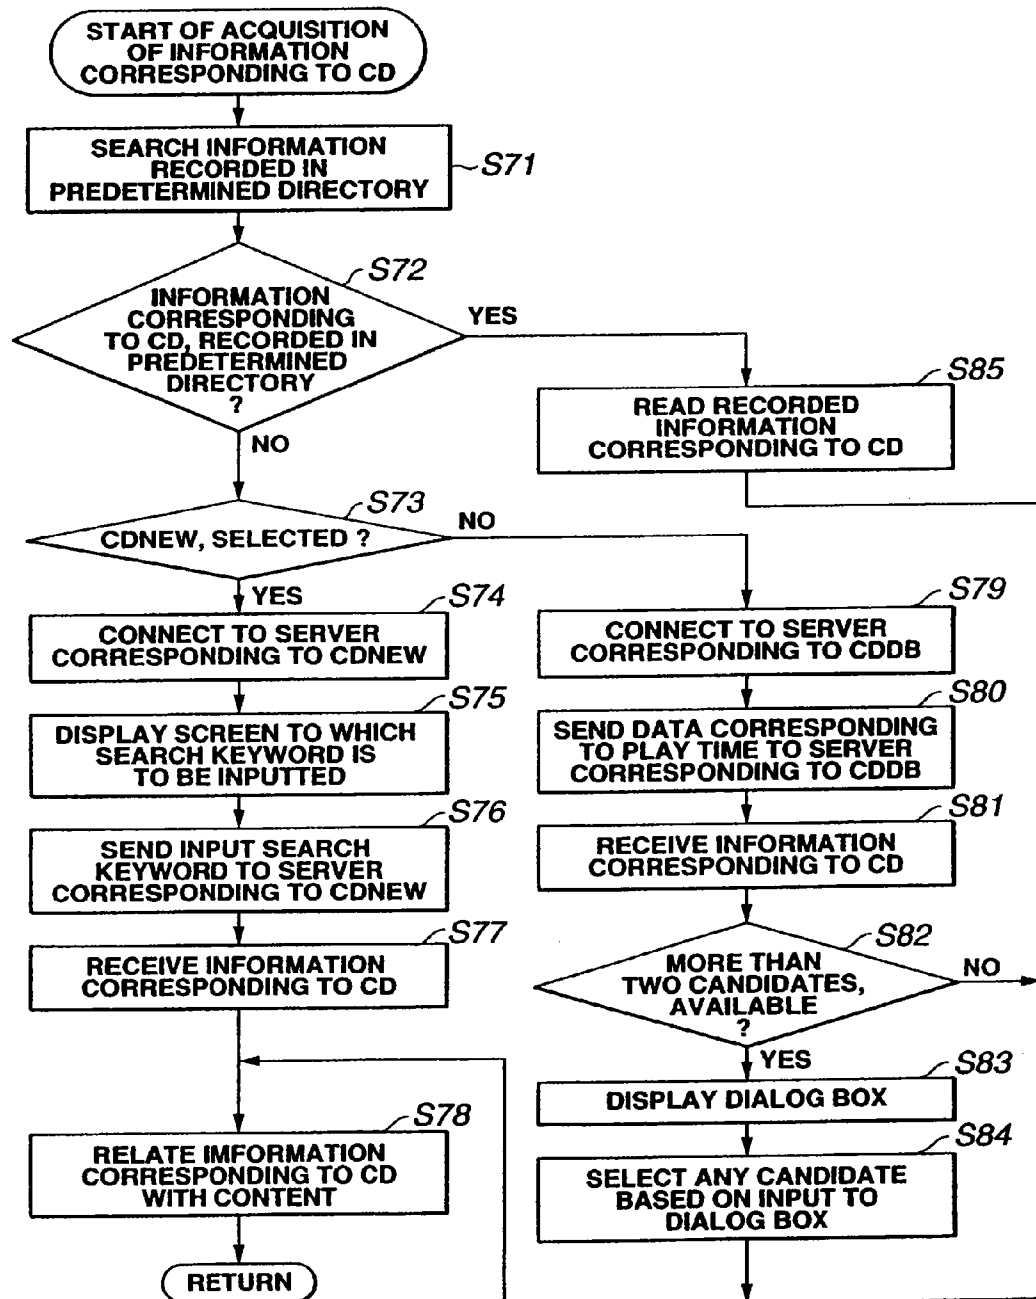 START OF ACQUISITION
OF INFORMATION
CORRESPONDING TO CD
SEARCH INFORMATION
RECORDED IN
PREDETERMINED DIRECTORY
S71
S72
INFORMATION
CORRESPONDING
TO CD, RECORDED IN
PREDETERMINED
DIRECTORY
?
YES
NO
S85
READ RECORDED
INFORMATION
CORRESPONDING TO CD
S73
CDNEW, SELECTED ?
NO
YES
S74
CONNECT TO SERVER
CORRESPONDING TO CDNEW
S75
DISPLAY SCREEN TO WHICH
SEARCH KEYWORD IS
TO BE INPUTTED
S76
SEND INPUT SEARCH
KEYWORD TO SERVER
CORRESPONDING TO CDNEW
S77
RECEIVE INFORMATION
CORRESPONDING TO CD
S78
RELATE IMFORMATION
CORRESPONDING TO CD
WITH CONTENT
RETURN
S79
CONNECT TO SERVER
CORRESPONDING TO CDDB
S80
SEND DATA CORRESPONDING
TO PLAY TIME TO SERVER
CORRESPONDING TO CDDB
S81
RECEIVE INFORMATION
CORRESPONDING TO CD
S82
MORE THAN
TWO CANDIDATES,
AVAILABLE
?
NO
YES
S83
DISPLAY DIALOG BOX
S84
SELECT ANY CANDIDATE
BASED ON INPUT TO
DIALOG BOX